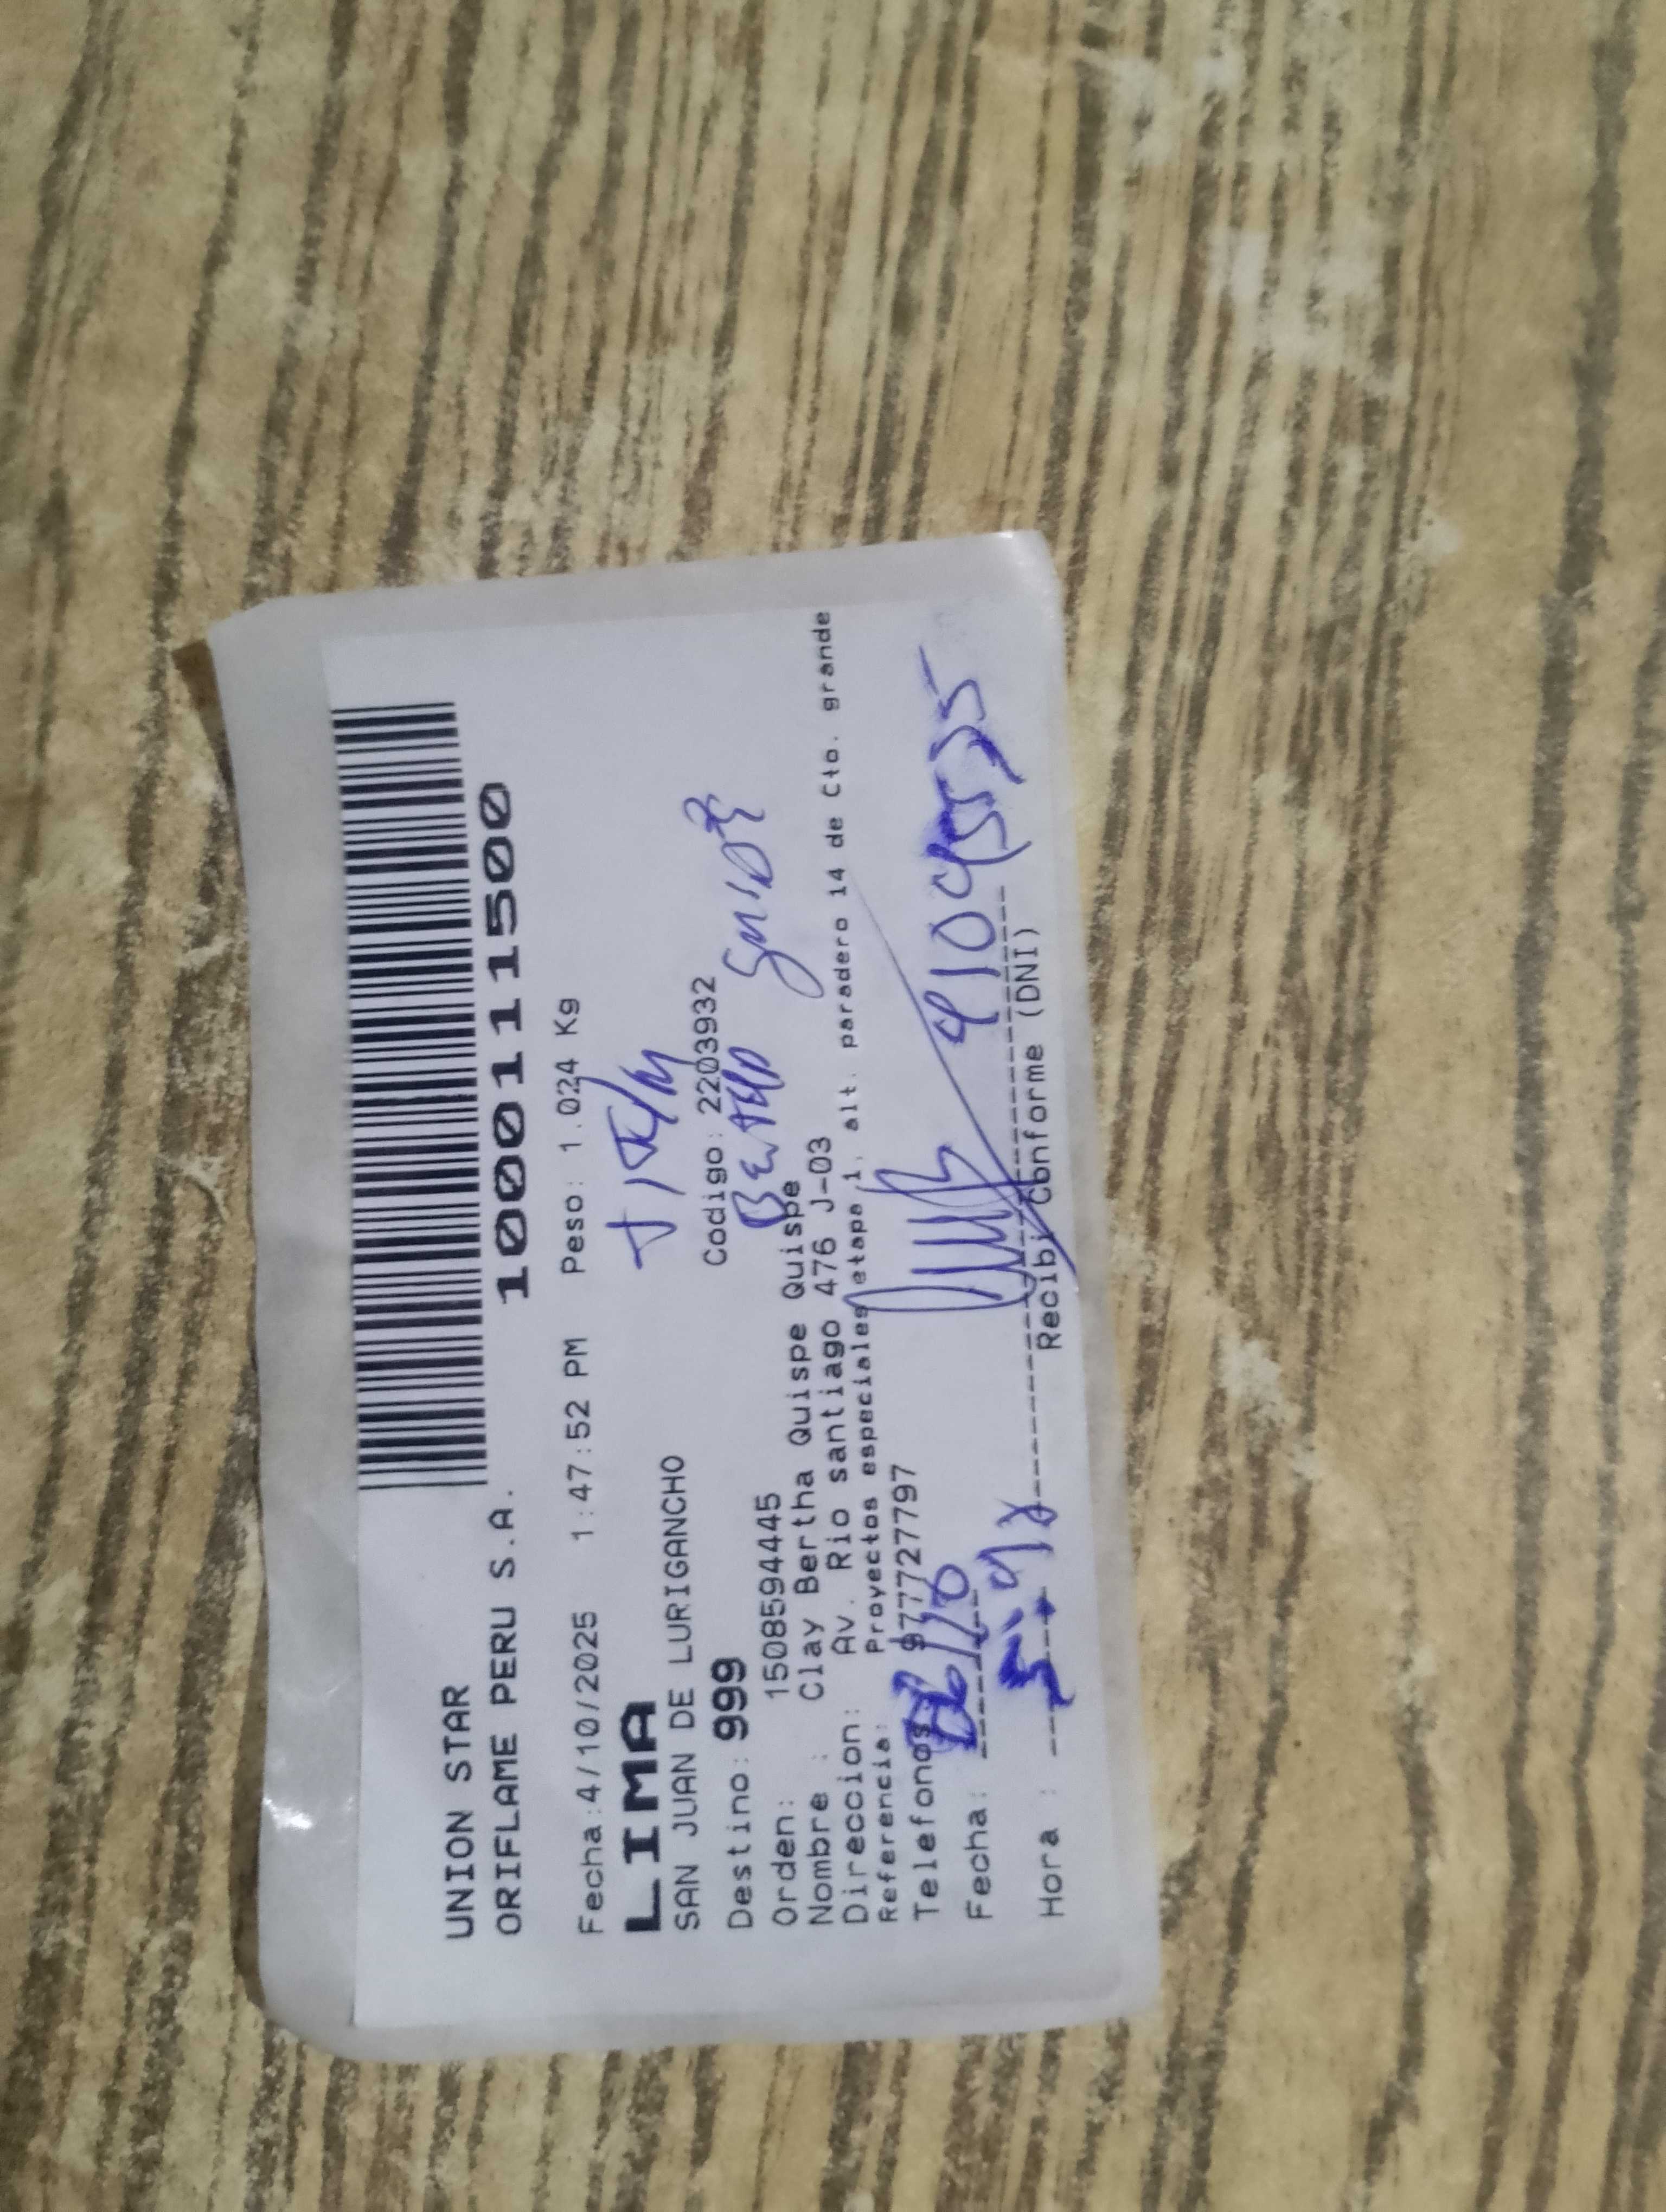 UNION STAR
ORIFLAME PERU S.A. 1000111500
Fecha:4/10/2025 1:47:52 PM Peso: 1.024 Kg
LIMA
SAN JUAN DE LURIGANCHO
Destino: 999 Codigo: 2203932
Orden: 1508594445
Nombre : Clay Bertha Quispe Quispe
Direccion: Av. Rio santiago 476 J-03
Referencia: Proyectos especiales etapa 1, alt. paradero 14 de Cto. grande
Telefonos 977727797
Fecha:
Hora :
Recibi Conforme (DNI)